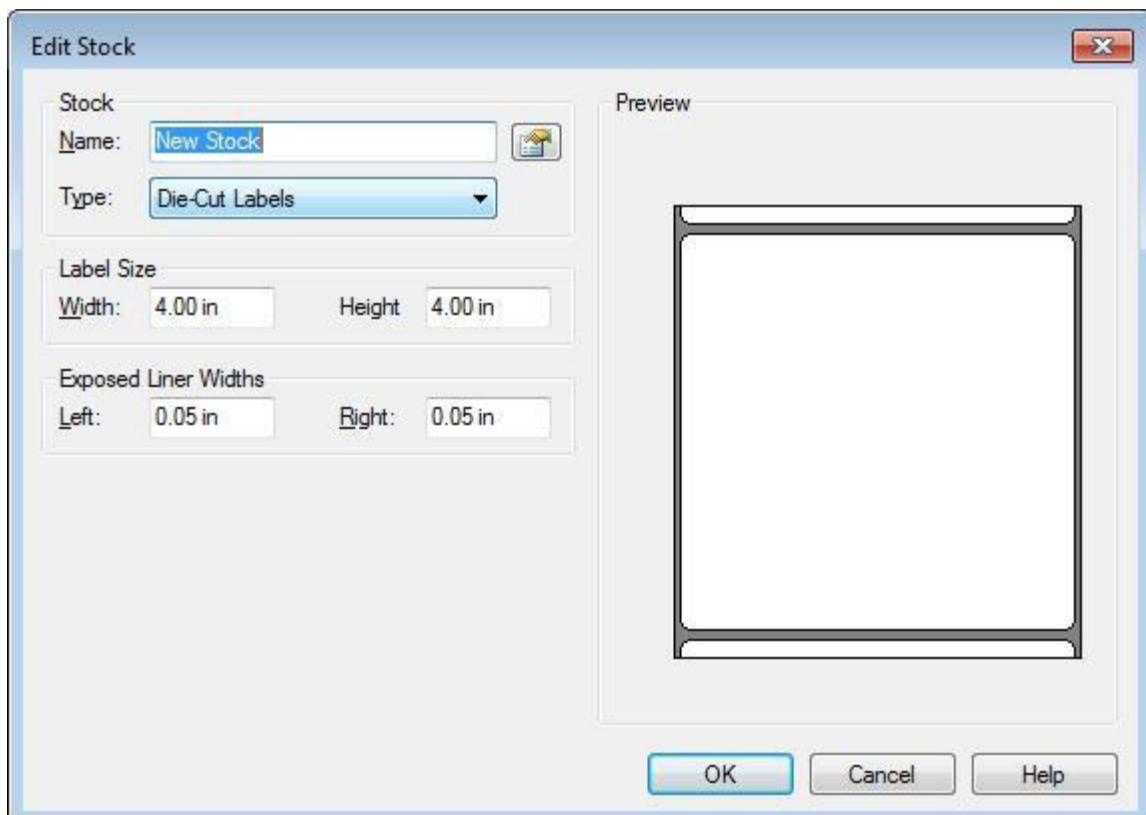 Edit Stock
Stock
Name: New Stock
Type: Die-Cut Labels
Label Size
Width: 4.00 in Height 4.00 in
Exposed Liner Widths
Left: 0.05 in Right: 0.05 in
Preview
OK Cancel Help